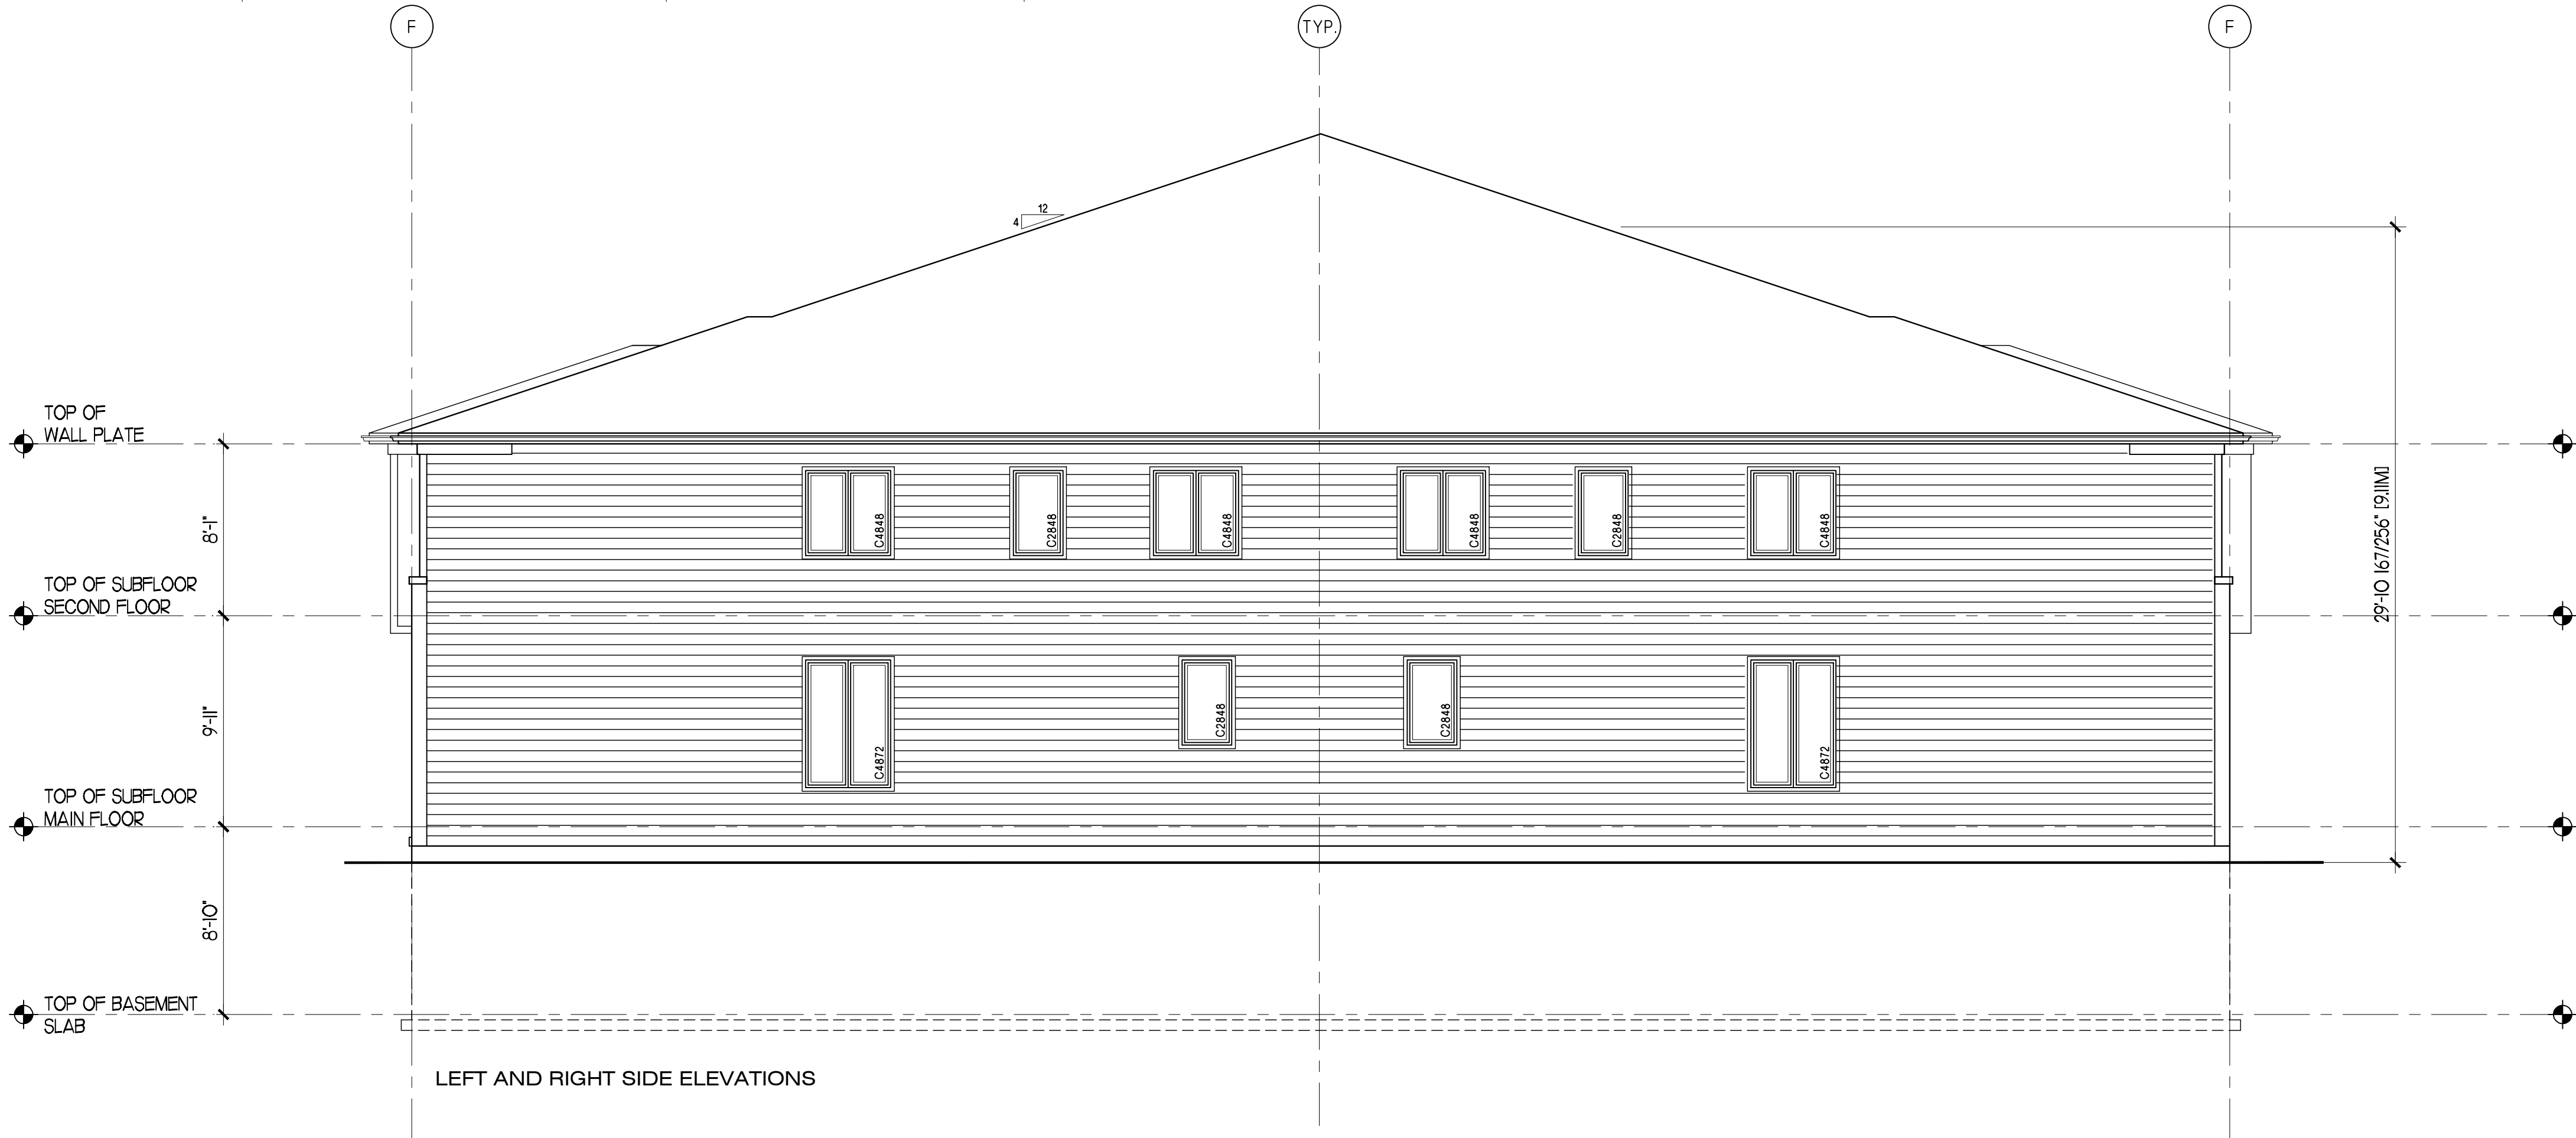 F
TYP.
F
12
4
TOP OF
WALL PLATE
8'-1"
C4848
C2848
C4848
C4848
C2848
C4848
29'-10 167/256" [9.11M]
TOP OF SUBFLOOR
SECOND FLOOR
9'-11"
C4872
C2848
C2848
C4872
TOP OF SUBFLOOR
MAIN FLOOR
8'-10"
TOP OF BASEMENT
SLAB
LEFT AND RIGHT SIDE ELEVATIONS